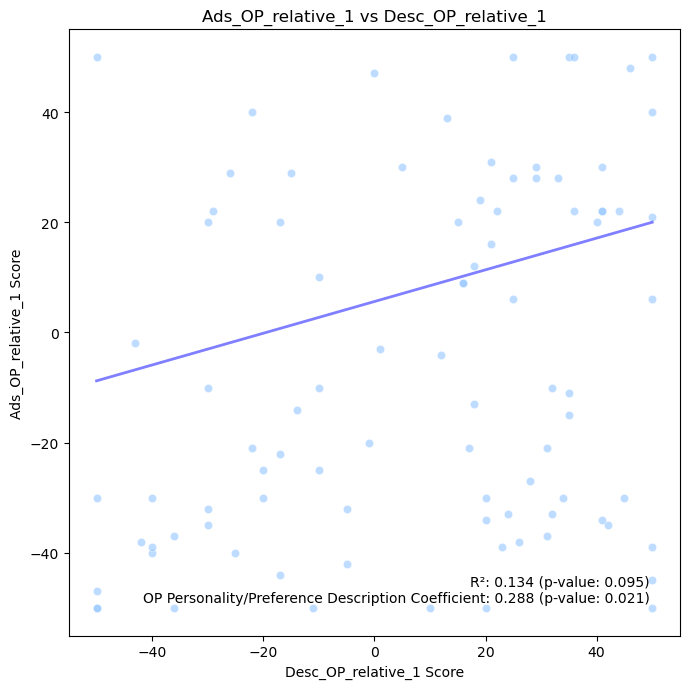 Ads_OP_relative_1 vs Desc_OP_relative_1
40
20
0
−20
−40
Ads_OP_relative_1 Score
R²: 0.134 (p-value: 0.095)
OP Personality/Preference Description Coefficient: 0.288 (p-value: 0.021)
−40 −20 0 20 40
Desc_OP_relative_1 Score